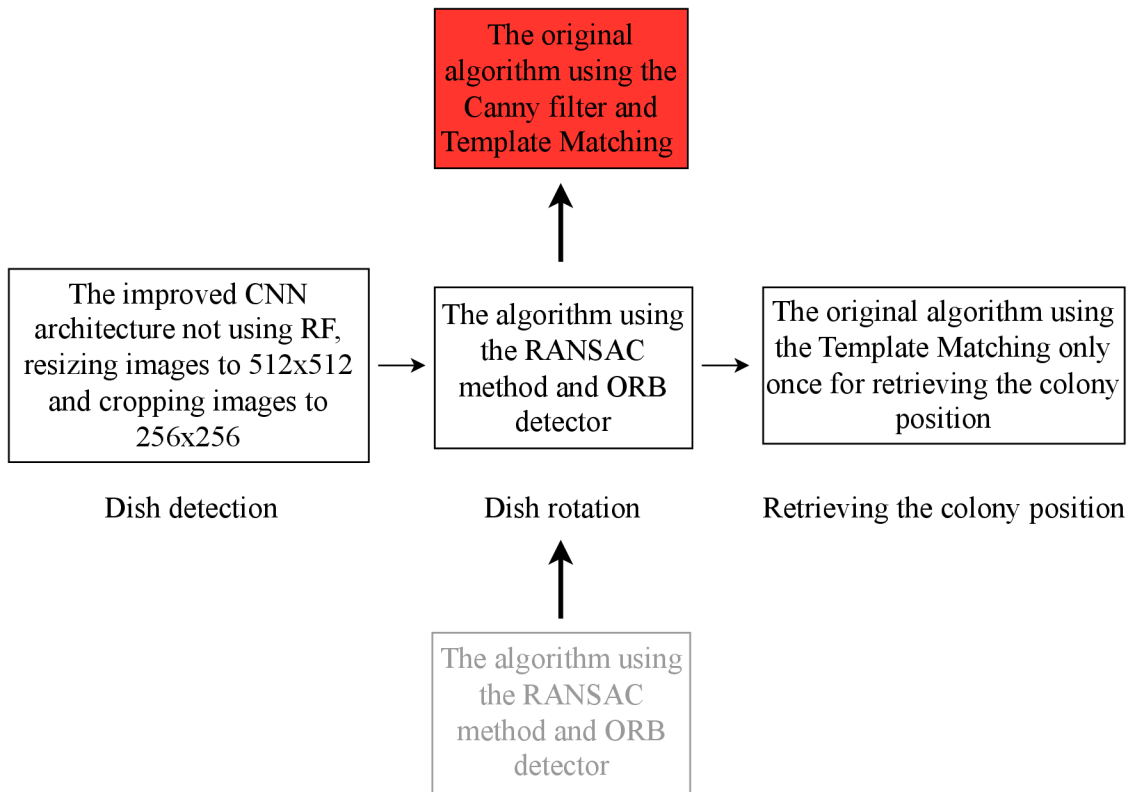 The original
algorithm using the
Canny filter and
Template Matching
The improved CNN
architecture not using RF,
resizing images to 512x512
and cropping images to
256x256
The algorithm using
the RANSAC
method and ORB
detector
The original algorithm using
the Template Matching only
once for retrieving the colony
position
Dish detection
Dish rotation
Retrieving the colony position
The algorithm using
the RANSAC
method and ORB
detector